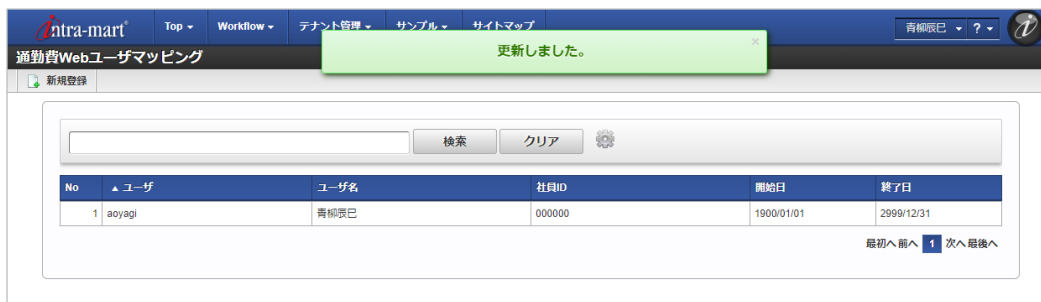 intra-mart® Top Workflow テナント管理 サンプル サイトマップ 青柳辰巳 ?
更新しました。 ×
通勤費Webユーザマッピング
新規登録
検索 クリア
No ▲ ユーザ ユーザ名 社員ID 開始日 終了日
1 aoyagi 青柳辰巳 000000 1900/01/01 2999/12/31
最初へ 前へ 1 次へ 最後へ